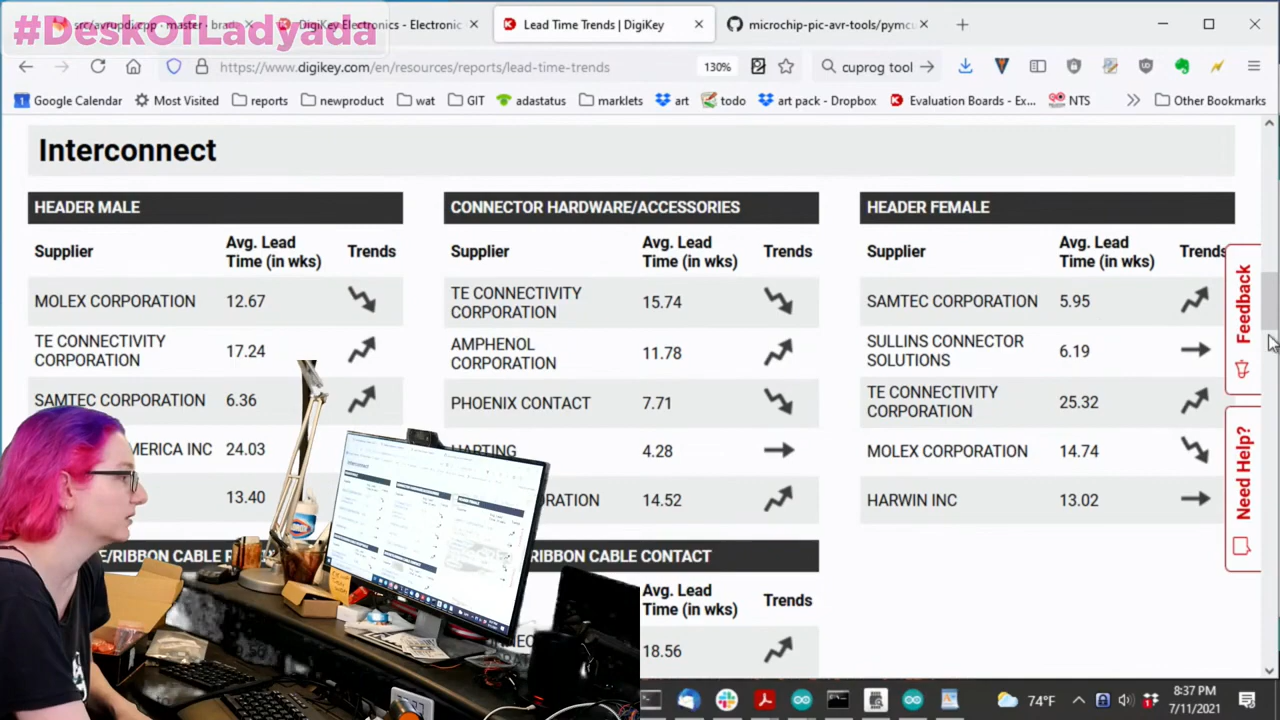 #DeskOfLadyada
src/avrupdi.cpp · master · brad
DigiKey Electronics - Electronic
Lead Time Trends | DigiKey
microchip-pic-avr-tools/pymcu
https://www.digikey.com/en/resources/reports/lead-time-trends
130%
cuprog tool
Google Calendar
Most Visited
reports
newproduct
wat
GIT
adastatus
marklets
art
todo
art pack - Dropbox
Evaluation Boards - Ex...
NTS
Other Bookmarks
Interconnect
HEADER MALE
Supplier
Avg. Lead
Time (in wks)
Trends
MOLEX CORPORATION
12.67
TE CONNECTIVITY
CORPORATION
17.24
SAMTEC CORPORATION
6.36
MERICA INC
24.03
13.40
CONNECTOR HARDWARE/ACCESSORIES
Supplier
Avg. Lead
Time (in wks)
Trends
TE CONNECTIVITY
CORPORATION
15.74
AMPHENOL
CORPORATION
11.78
PHOENIX CONTACT
7.71
HARTING
4.28
ORATION
14.52
HEADER FEMALE
Supplier
Avg. Lead
Time (in wks)
Trends
SAMTEC CORPORATION
5.95
SULLINS CONNECTOR
SOLUTIONS
6.19
TE CONNECTIVITY
CORPORATION
25.32
MOLEX CORPORATION
14.74
HARWIN INC
13.02
E/RIBBON CABLE
RIBBON CABLE CONTACT
Avg. Lead
Time (in wks)
Trends
18.56
Feedback
Need Help?
Interconnect
74°F
8:37 PM
7/11/2021